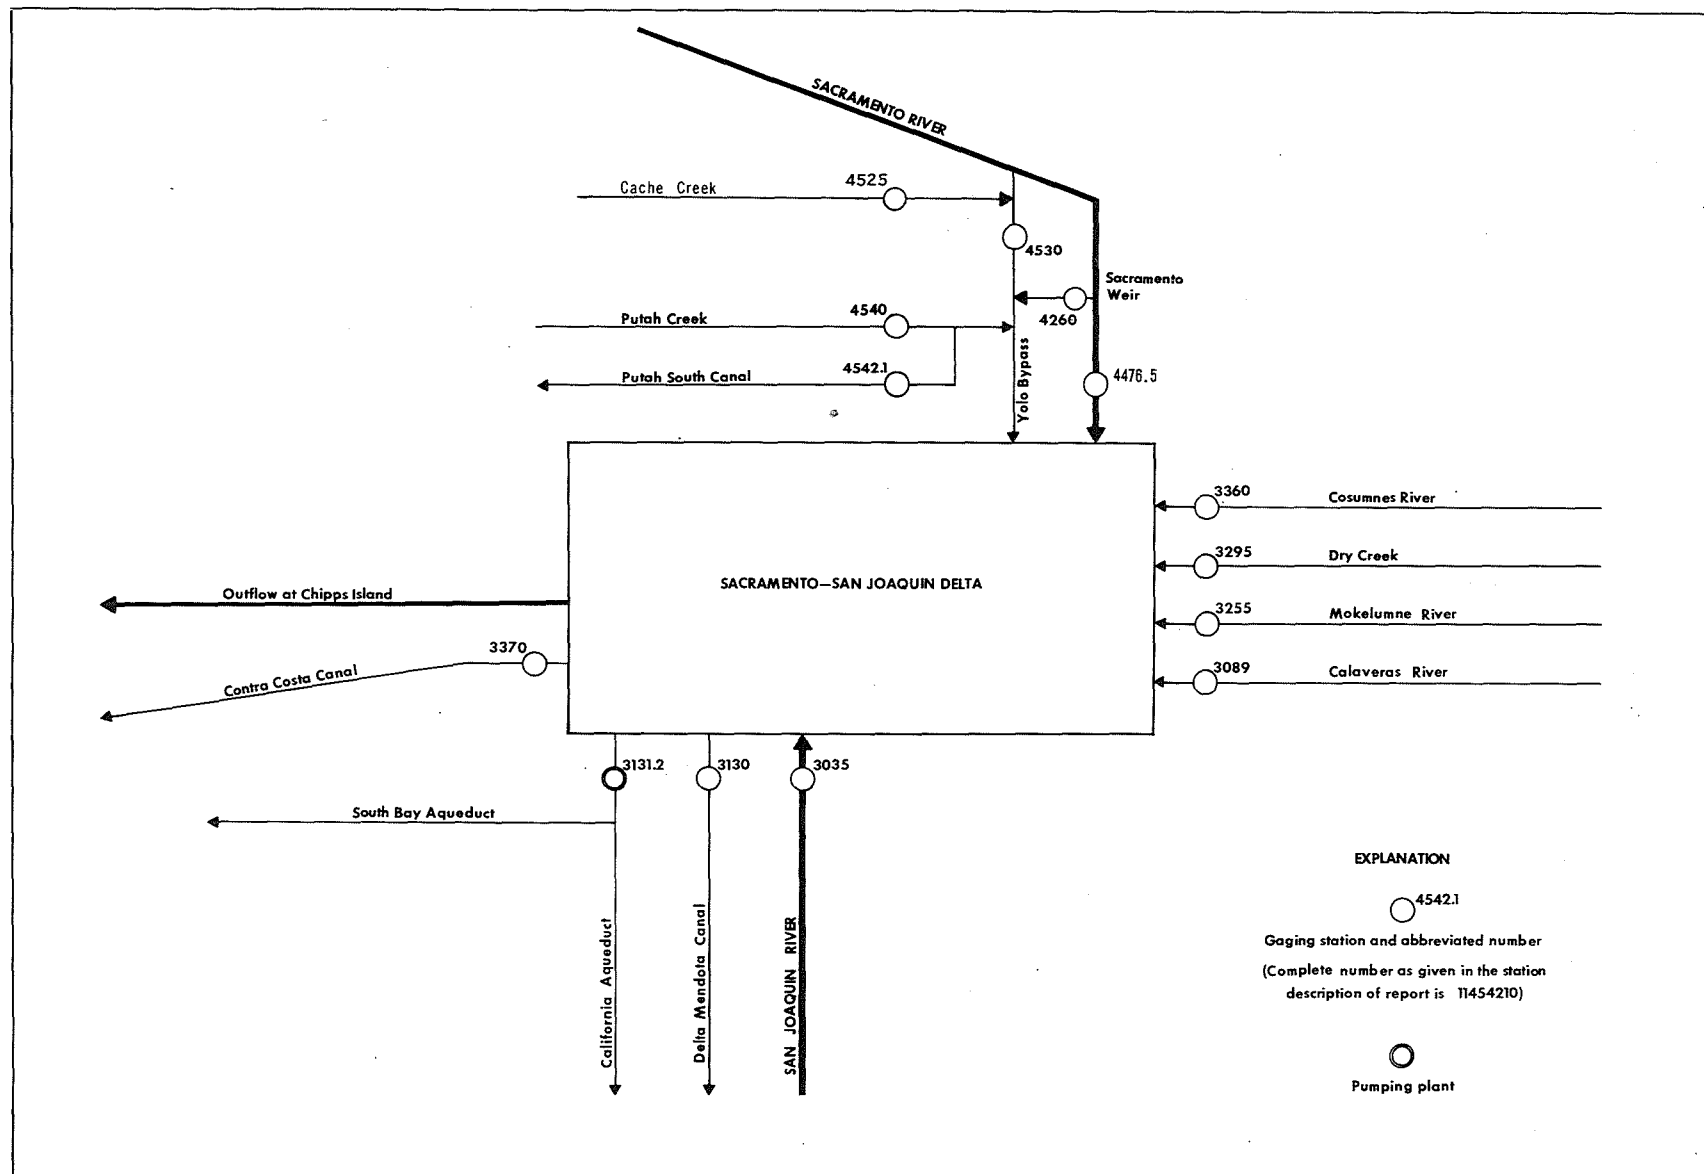 SACRAMENTO RIVER
Cache Creek
4525
4530
Sacramento
Weir
4260
Putah Creek
4540
Putah South Canal
4542.1
Yolo Bypass
4476.5
3360
Cosumnes River
3295
Dry Creek
SACRAMENTO—SAN JOAQUIN DELTA
Outflow at Chipps Island
3255
Mokelumne River
3370
Contra Costa Canal
3089
Calaveras River
3131.2
3130
3035
South Bay Aqueduct
California Aqueduct
Delta Mendota Canal
SAN JOAQUIN RIVER
EXPLANATION
4542.1
Gaging station and abbreviated number
(Complete number as given in the station
description of report is 11454210)
Pumping plant